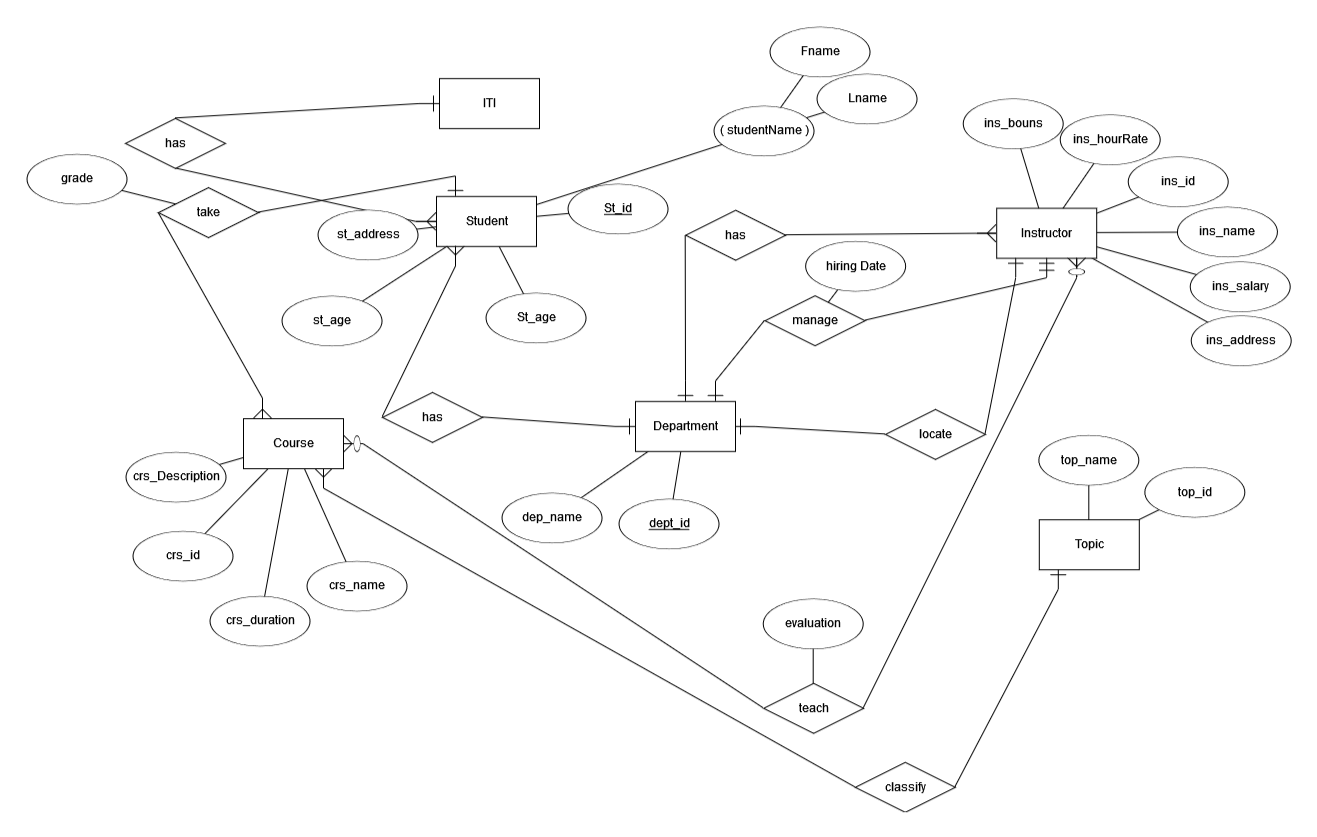 Fname
Lname
ITI
( studentName )
ins_bouns
ins_hourRate
has
grade
ins_id
take
Student
St_id
st_address
has
Instructor
ins_name
hiring Date
ins_salary
st_age
St_age
manage
ins_address
has
Department
locate
Course
top_name
crs_Description
top_id
dep_name
dept_id
Topic
crs_id
crs_name
crs_duration
evaluation
teach
classify